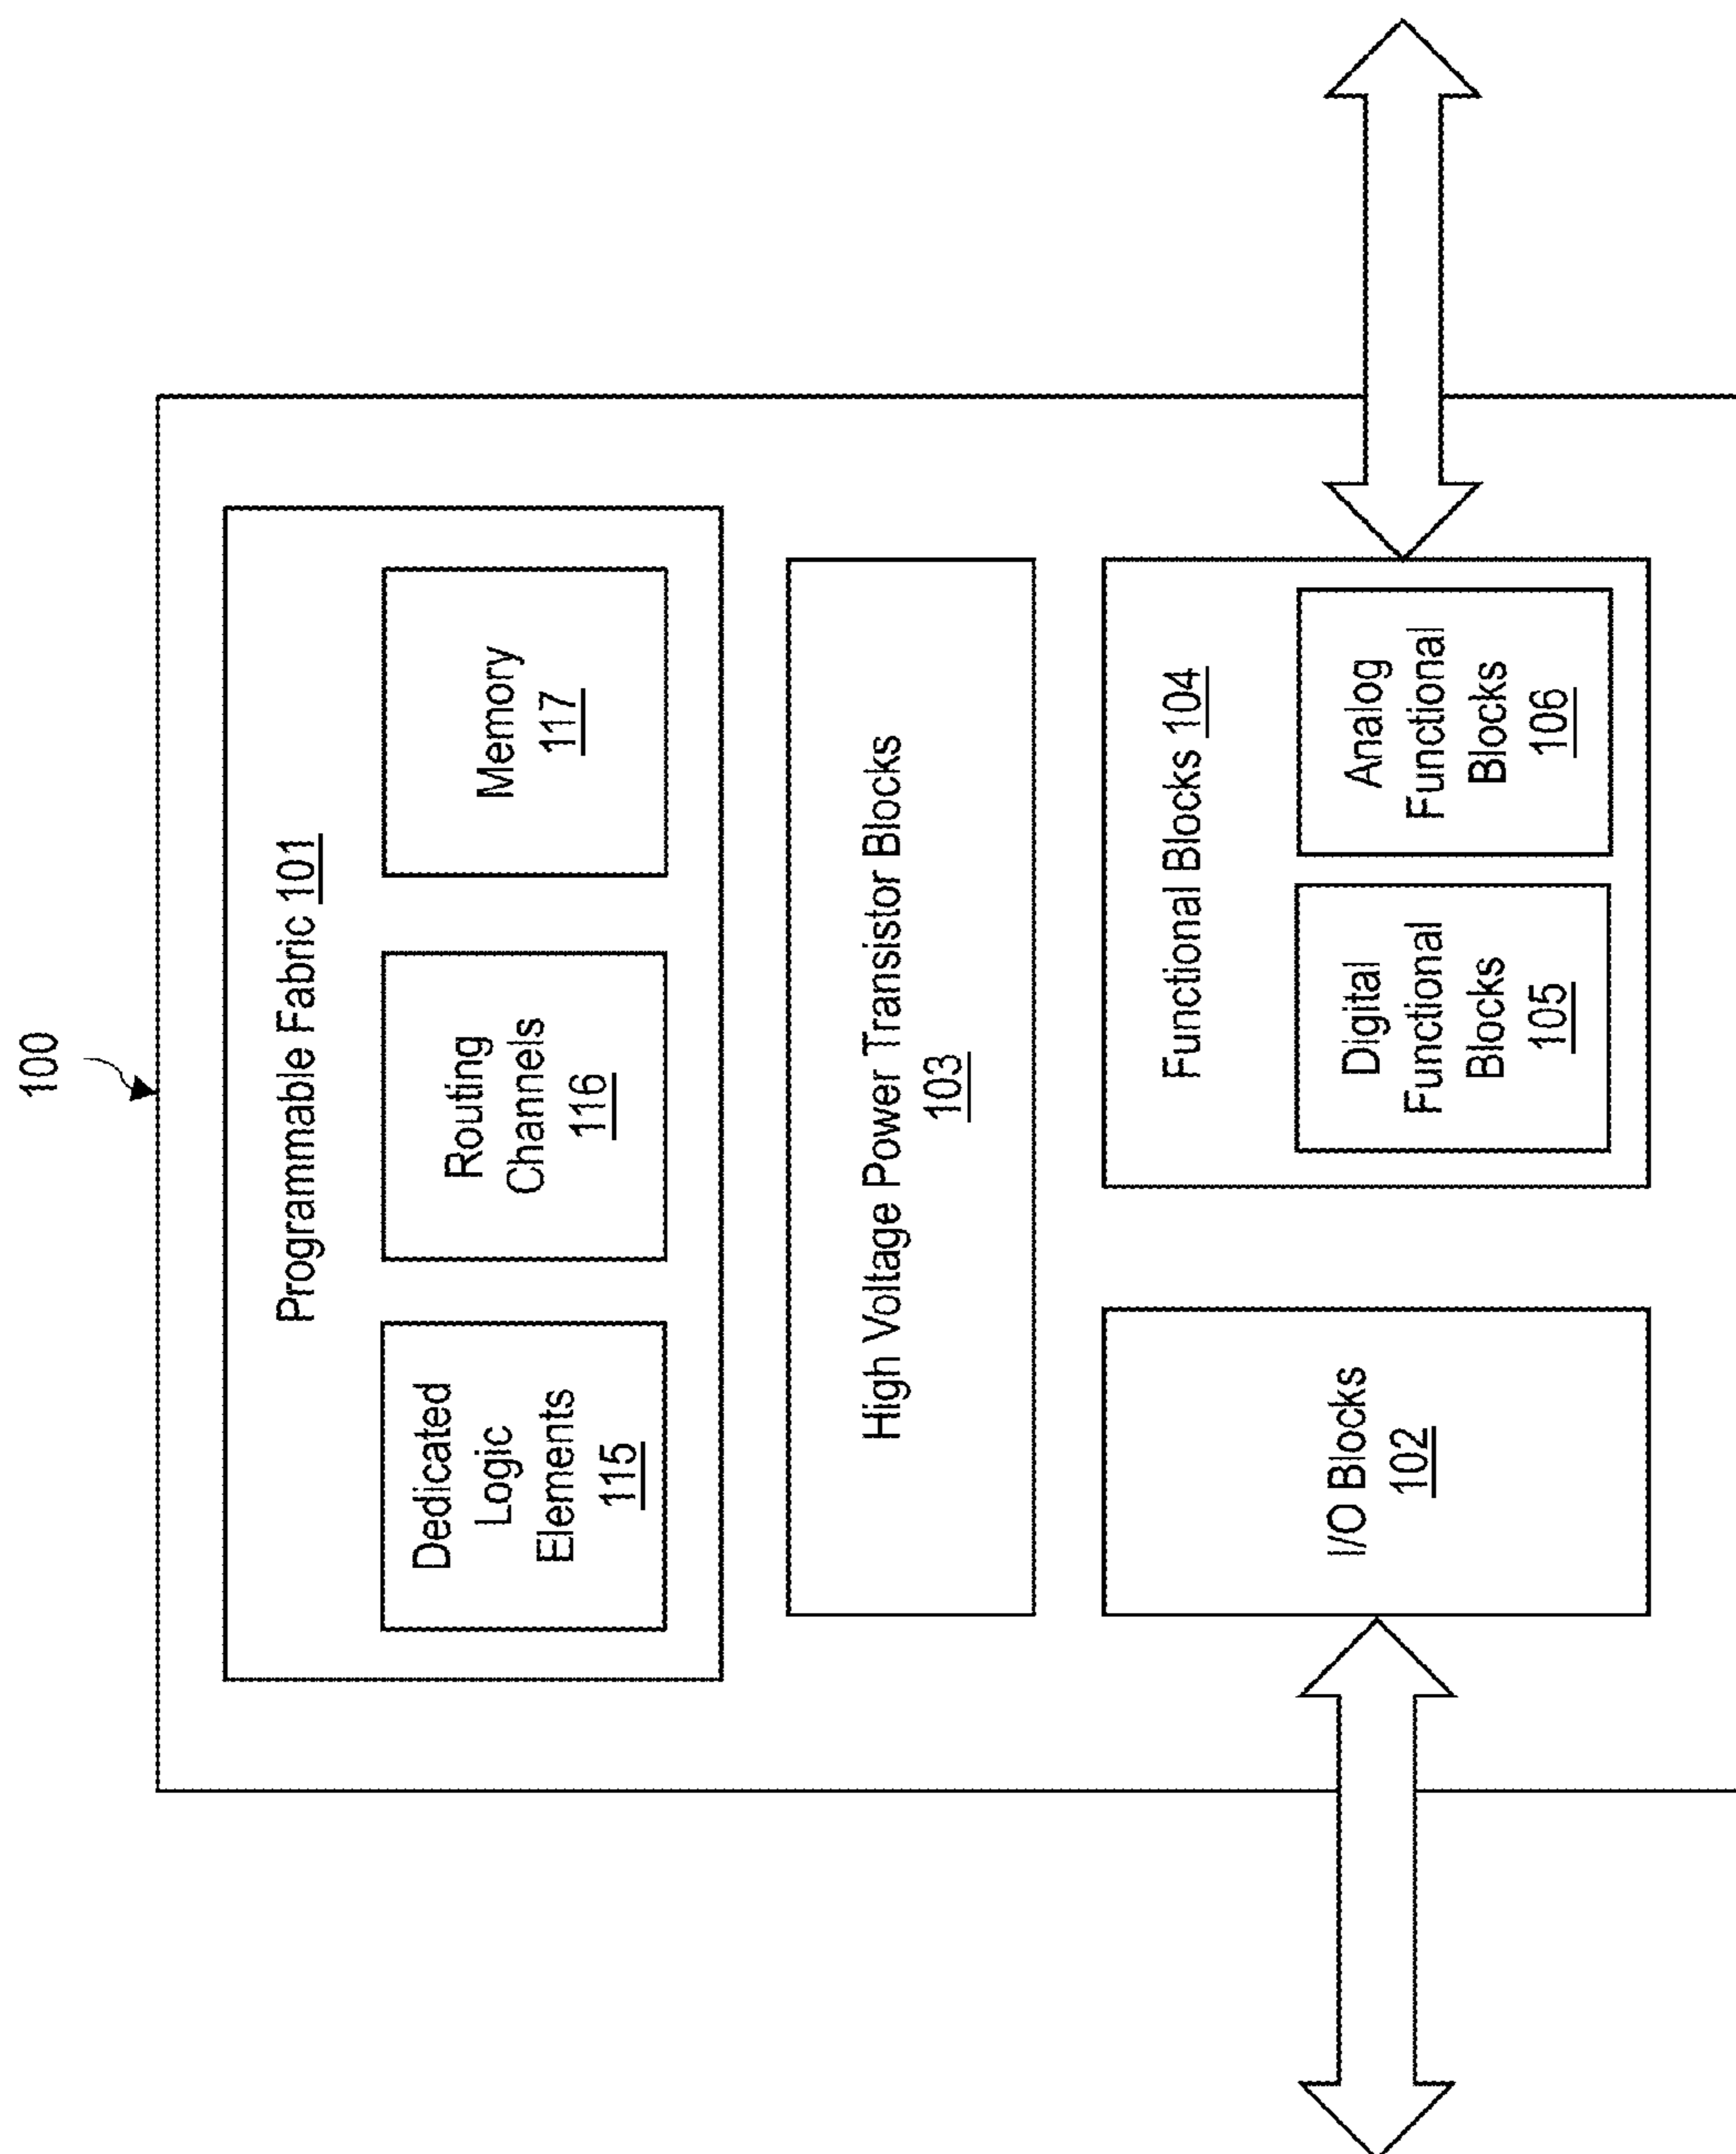 100
Programmable Fabric 101
Dedicated
Logic
Elements
115
Routing
Channels
116
Memory
117
High Voltage Power Transistor Blocks
103
I/O Blocks
102
Functional Blocks 104
Digital
Functional
Blocks
105
Analog
Functional
Blocks
106